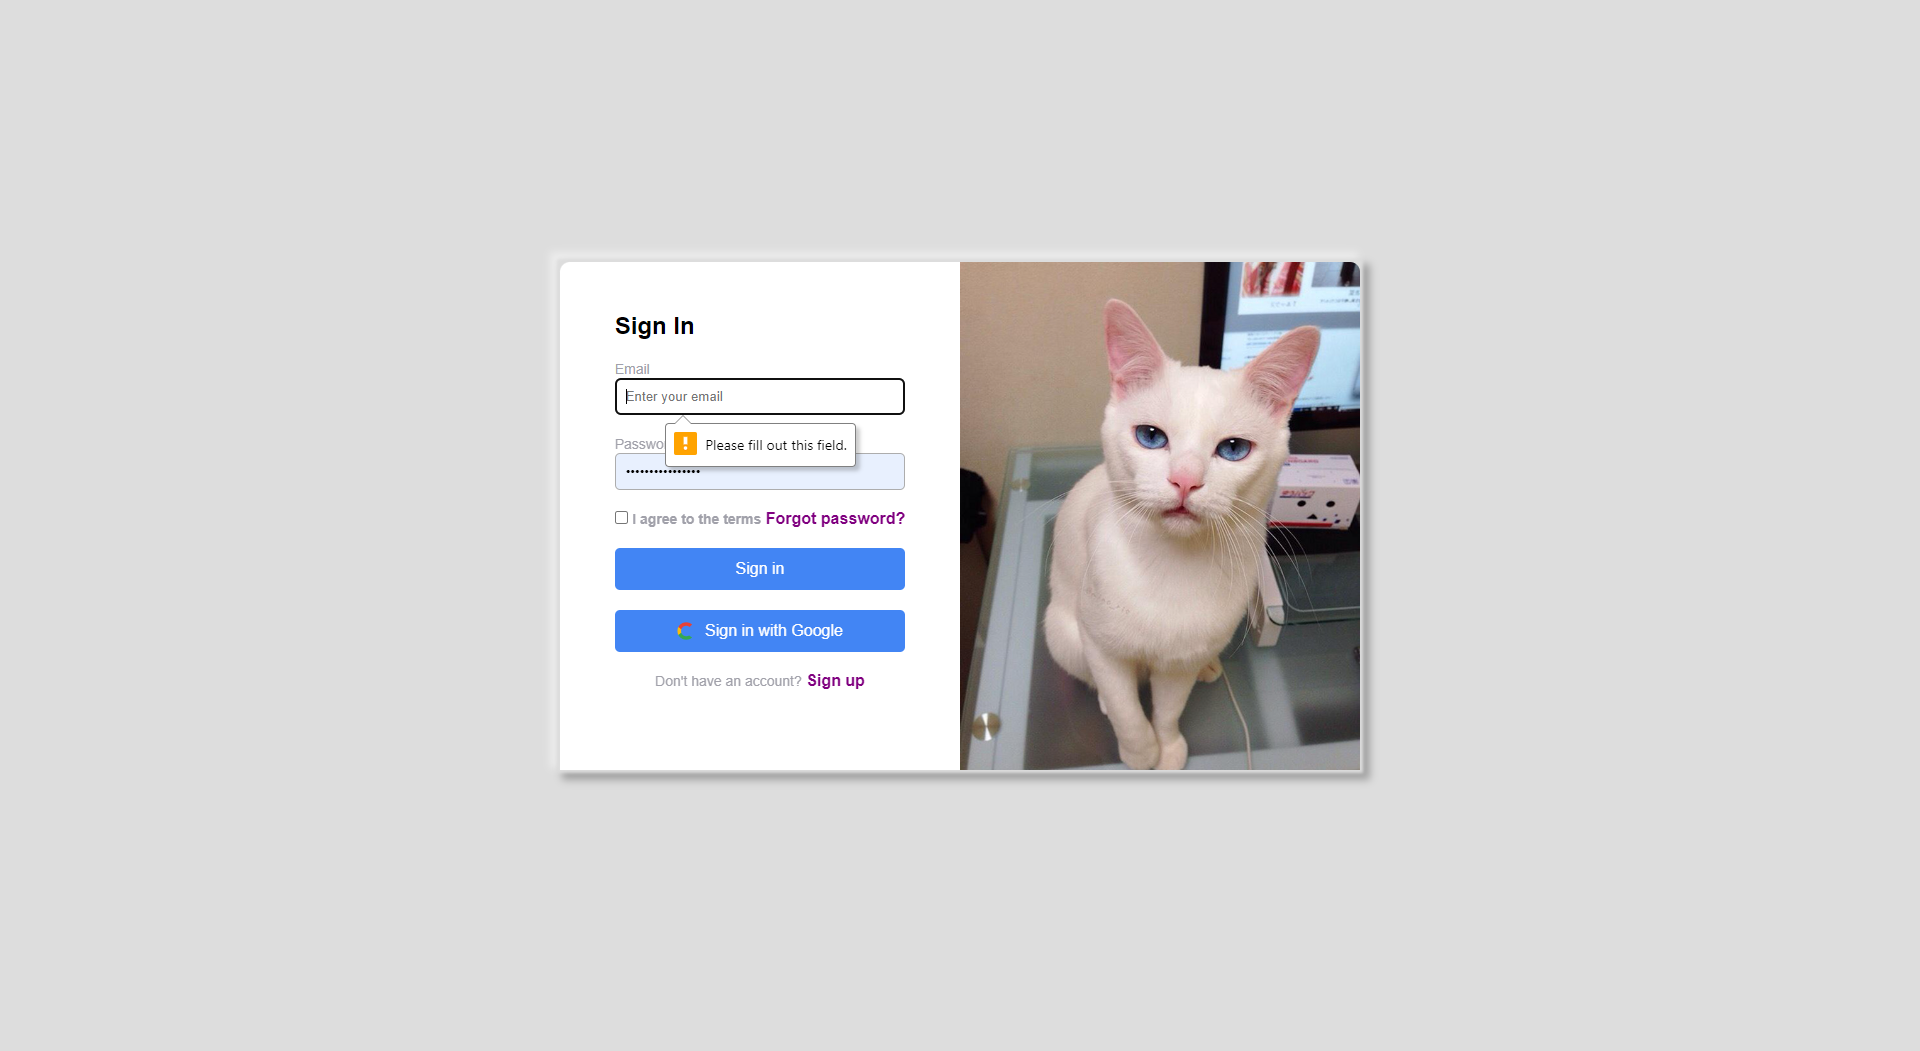 Sign In
Email
Enter your email
Please fill out this field.
••••••••••••••••
I agree to the terms Forgot password?
Sign in
Sign in with Google
Don't have an account? Sign up